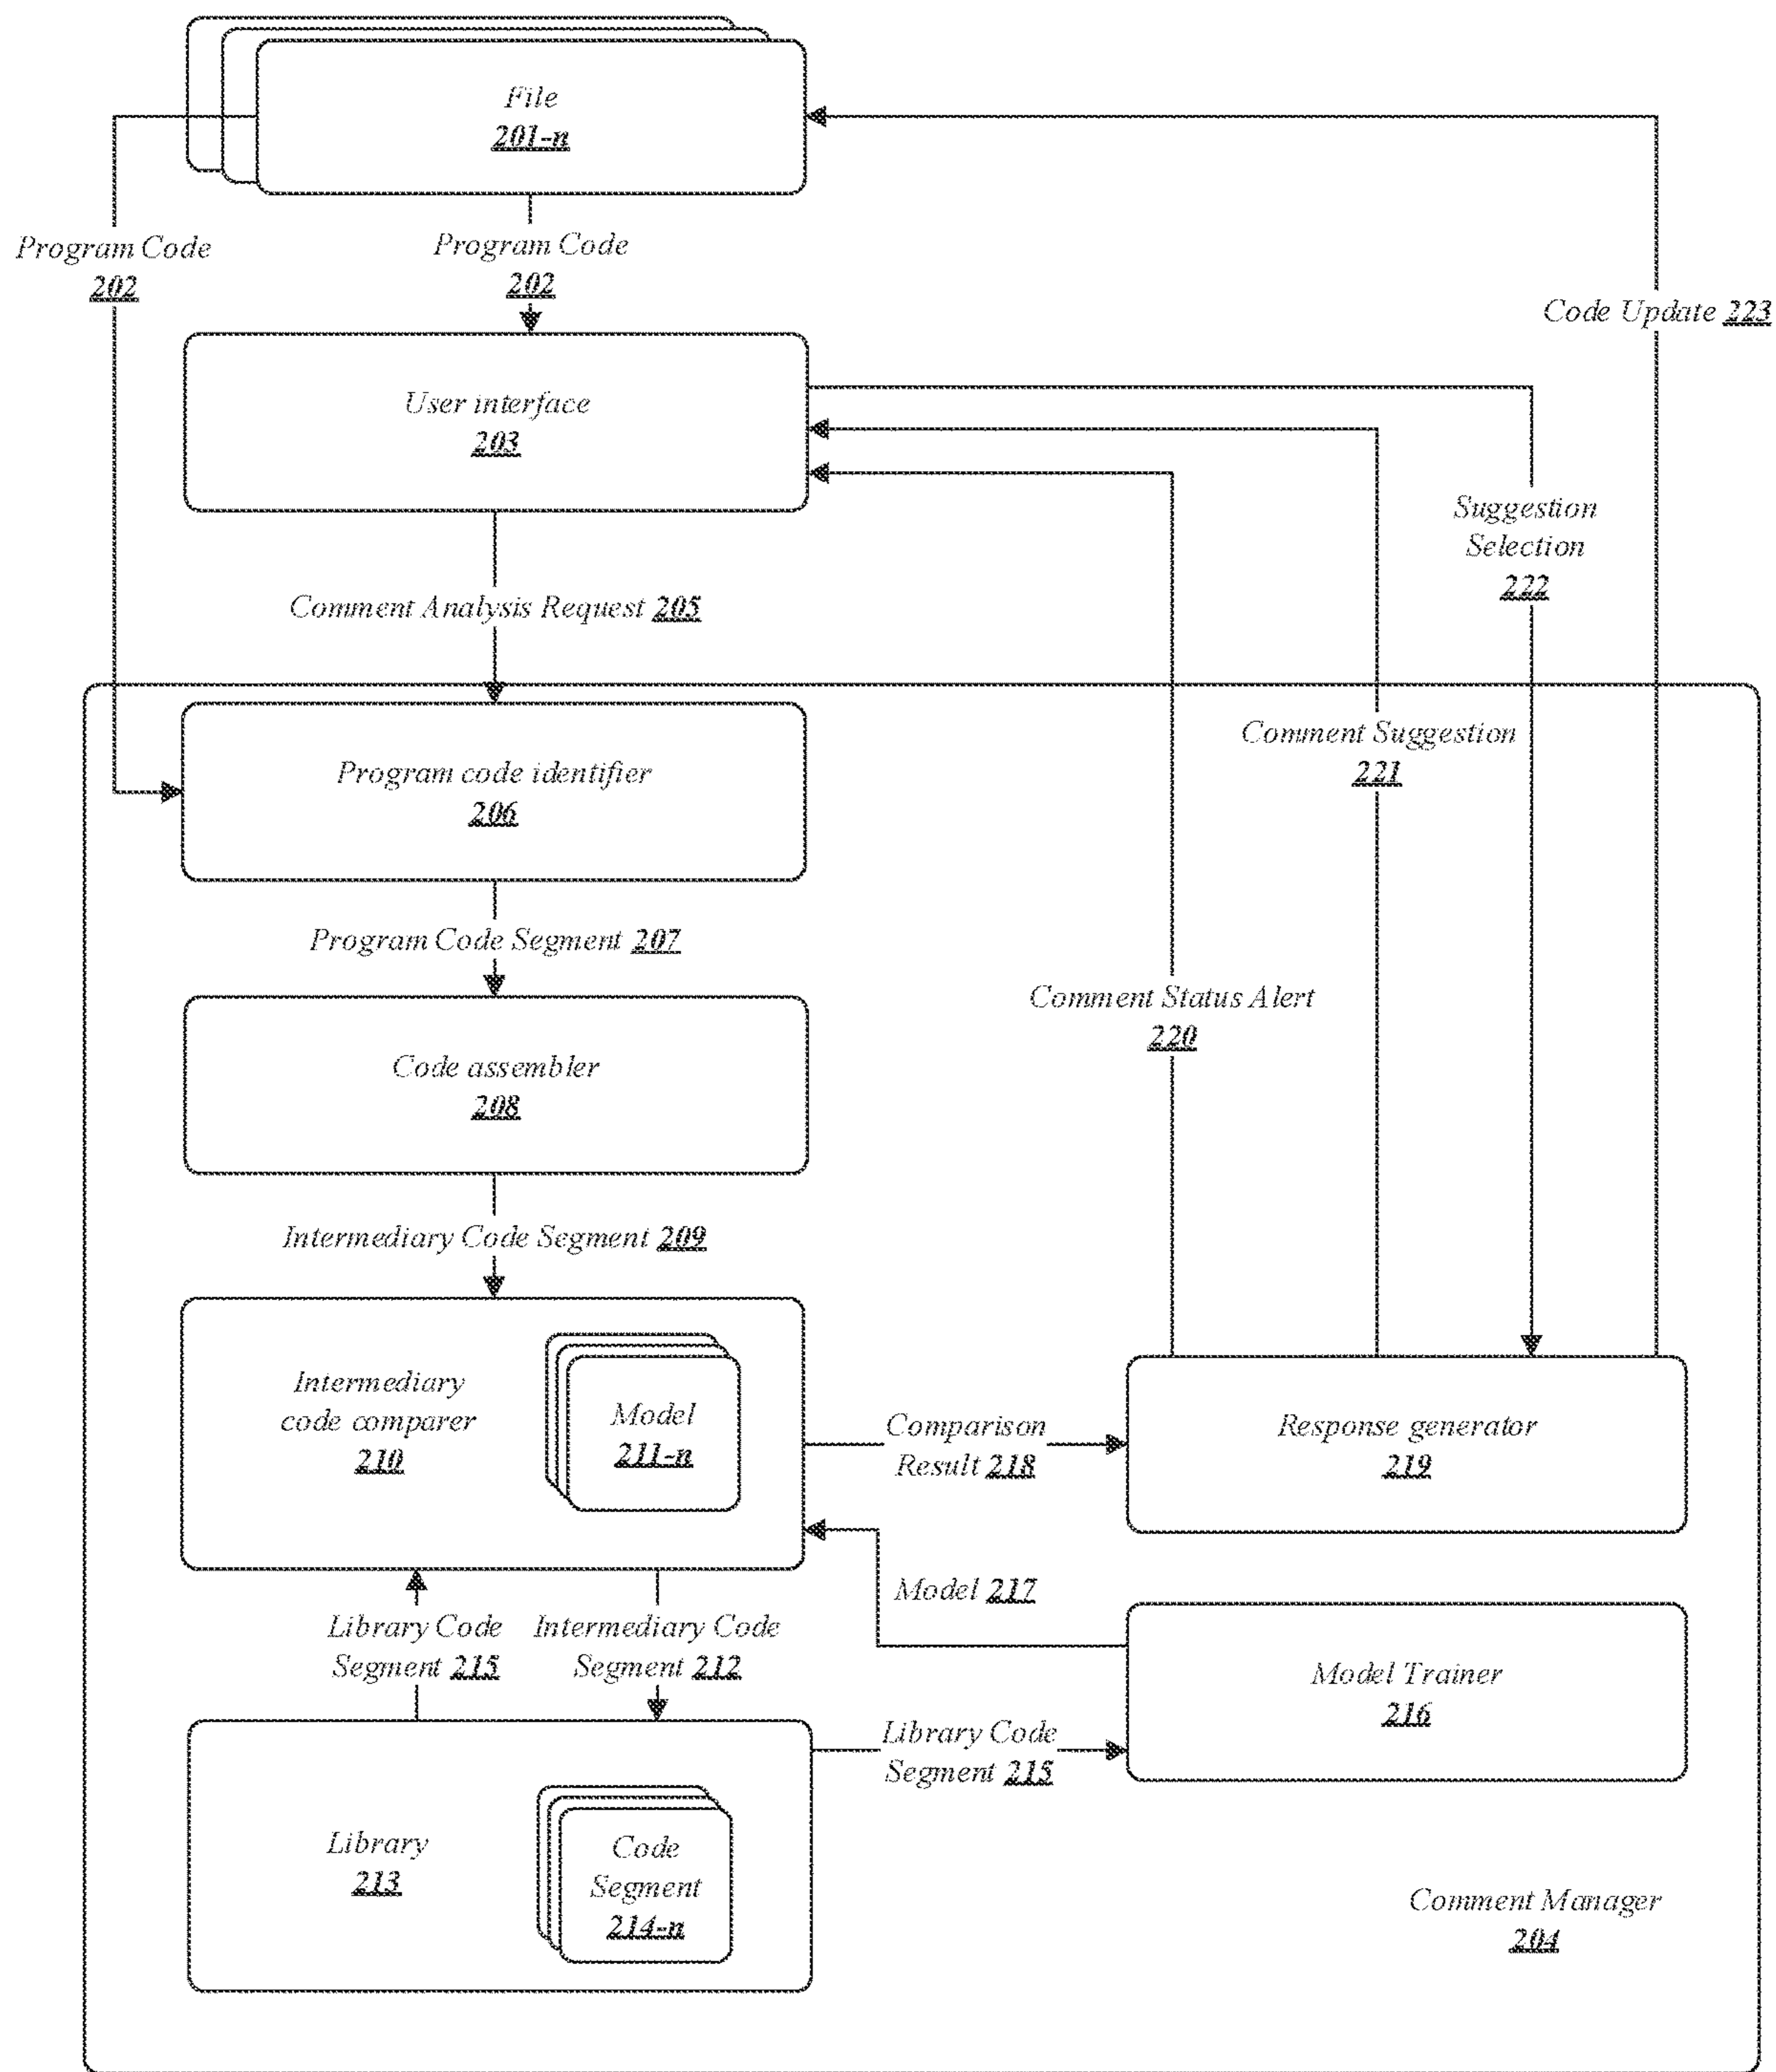 File
201-n
Program Code
202
Program Code
202
Code Update 223
User interface
203
Suggestion
Selection
222
Comment Analysis Request 205
Comment Suggestion
221
Program code identifier
206
Program Code Segment 207
Comment Status Alert
220
Code assembler
208
Intermediary Code Segment 209
Intermediary
code comparer
210
Model
211-n
Comparison
Result 218
Response generator
219
Model 217
Library Code
Segment 215
Intermediary Code
Segment 212
Model Trainer
216
Library Code
Segment 215
Library
213
Code
Segment
214-n
Comment Manager
204